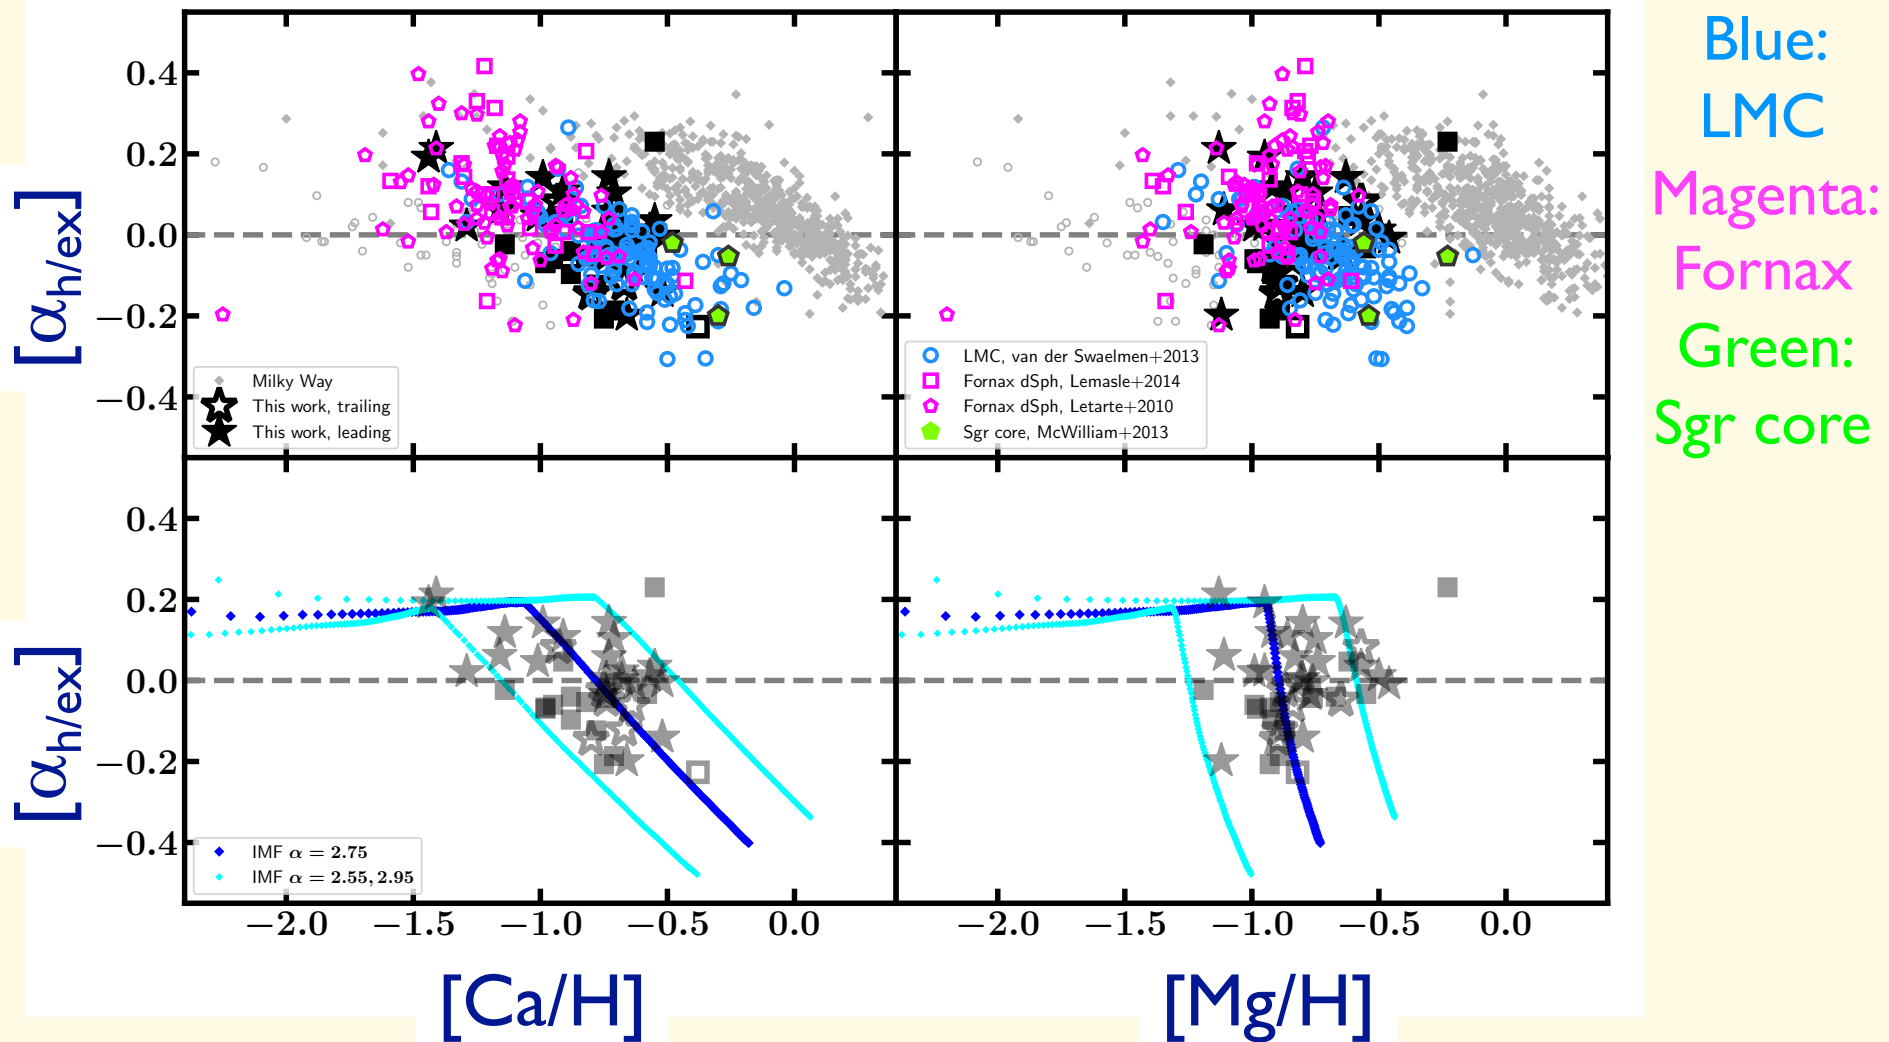 Blue:
LMC
Magenta:
Fornax
Green:
Sgr core
[αh/ex]
0.4
0.2
0.0
−0.2
−0.4
Milky Way
This work, trailing
This work, leading
LMC, van der Swaelmen+2013
Fornax dSph, Lemasle+2014
Fornax dSph, Letarte+2010
Sgr core, McWilliam+2013
[αh/ex]
0.4
0.2
0.0
−0.2
−0.4
IMF α = 2.75
IMF α = 2.55, 2.95
−2.0 −1.5 −1.0 −0.5 0.0
−2.0 −1.5 −1.0 −0.5 0.0
[Ca/H]
[Mg/H]